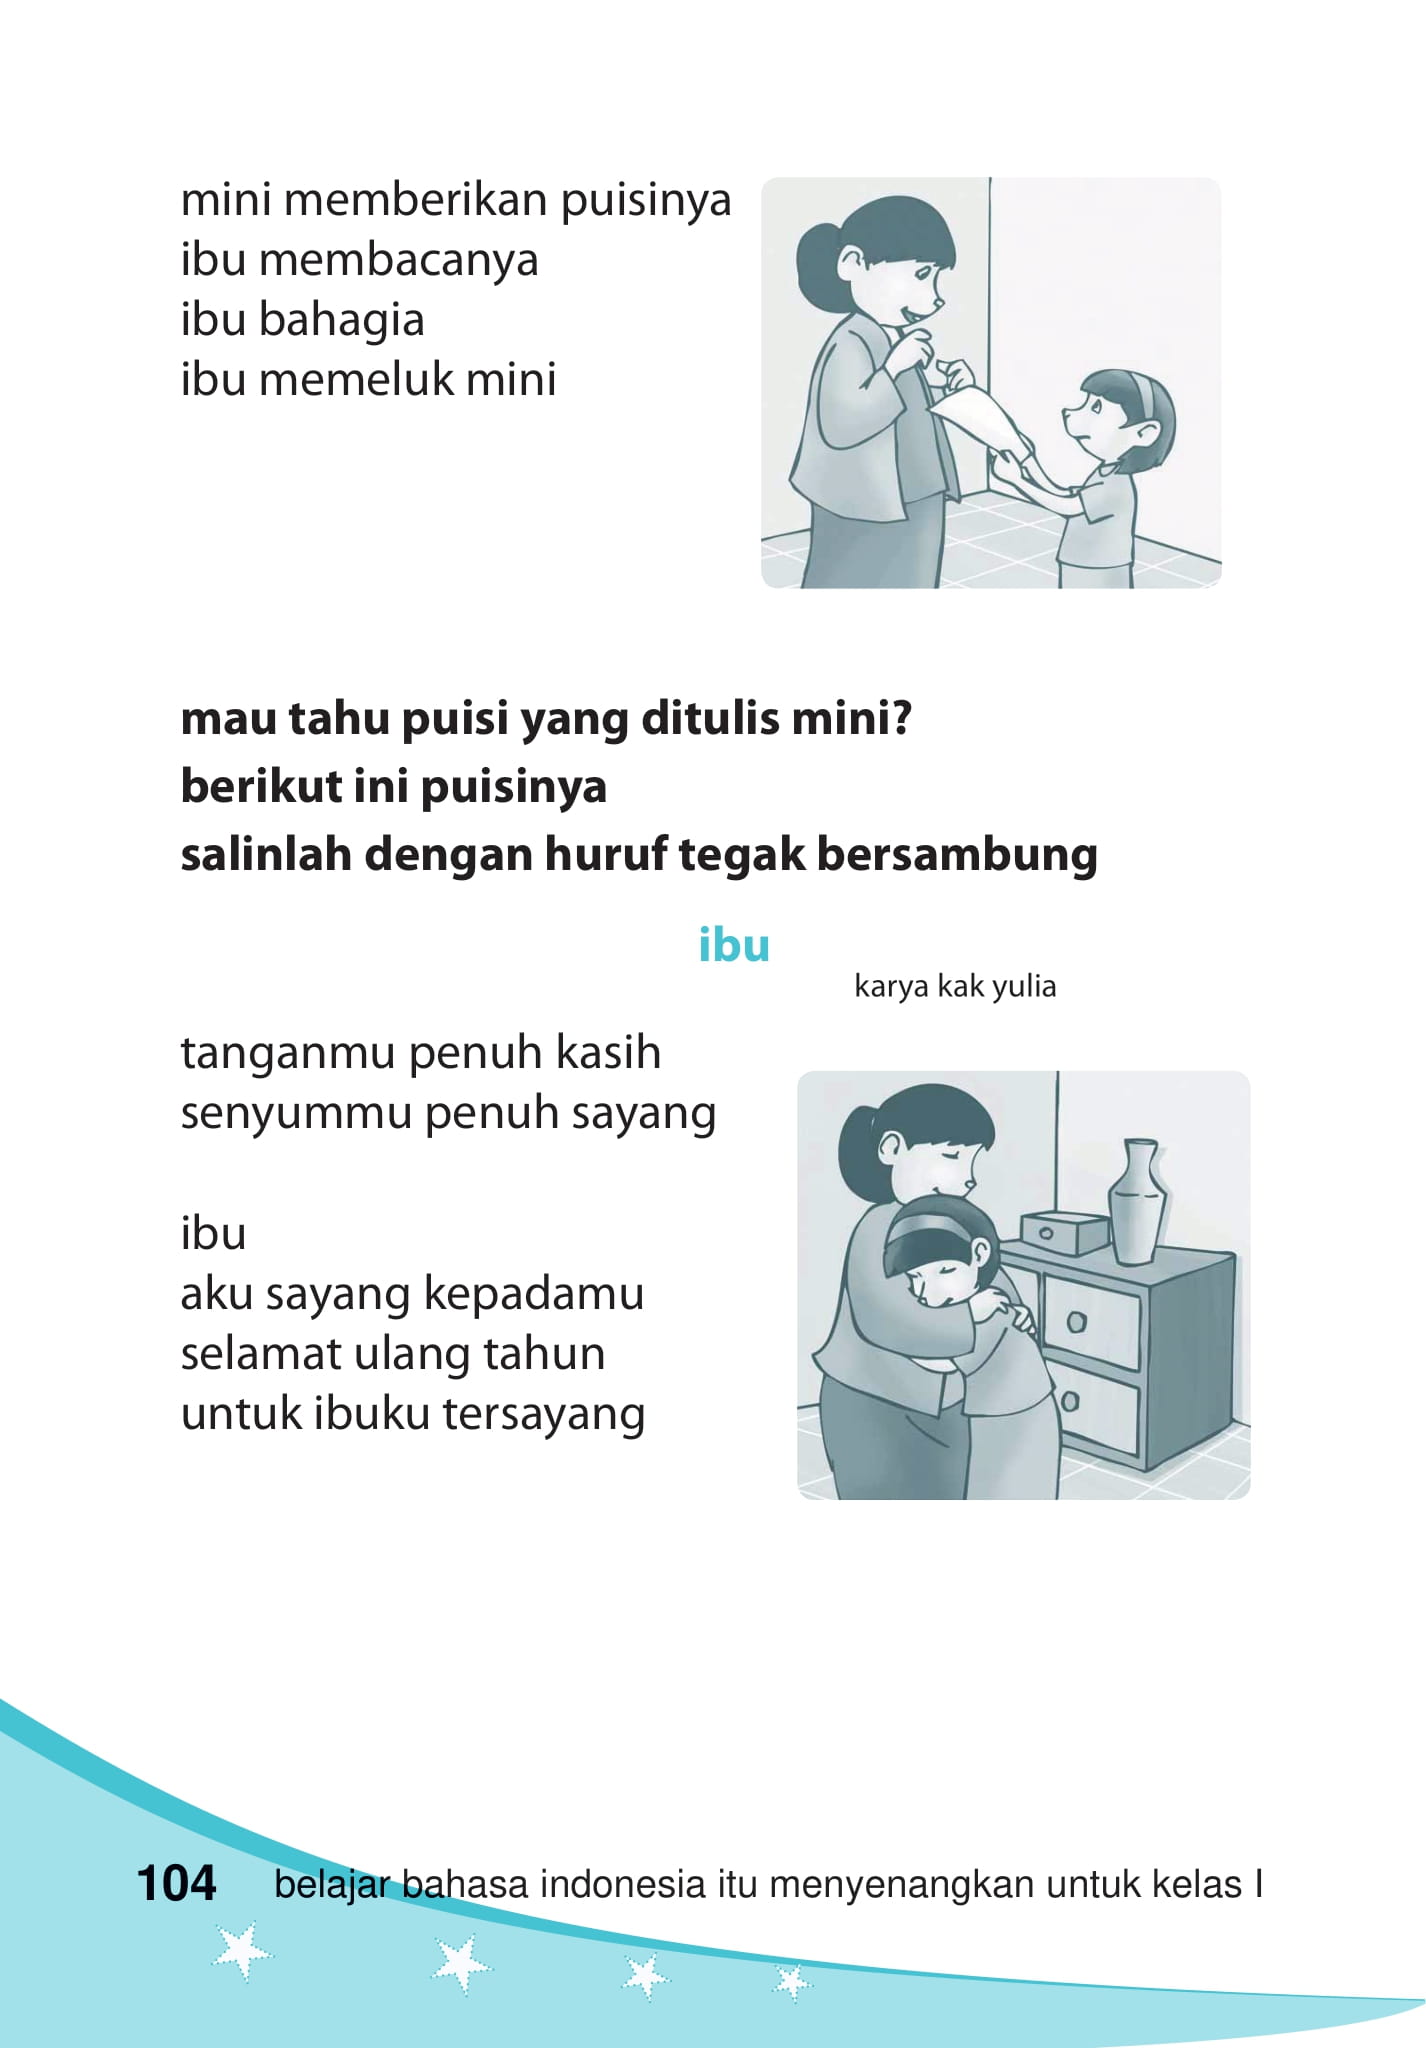 mini memberikan puisinya
ibu membacanya
ibu bahagia
ibu memeluk mini
mau tahu puisi yang ditulis mini?
berikut ini puisinya
salinlah dengan huruf tegak bersambung
ibu
karya kak yulia
tanganmu penuh kasih
senyummu penuh sayang
ibu
aku sayang kepadamu
selamat ulang tahun
untuk ibuku tersayang
104 belajar bahasa indonesia itu menyenangkan untuk kelas I